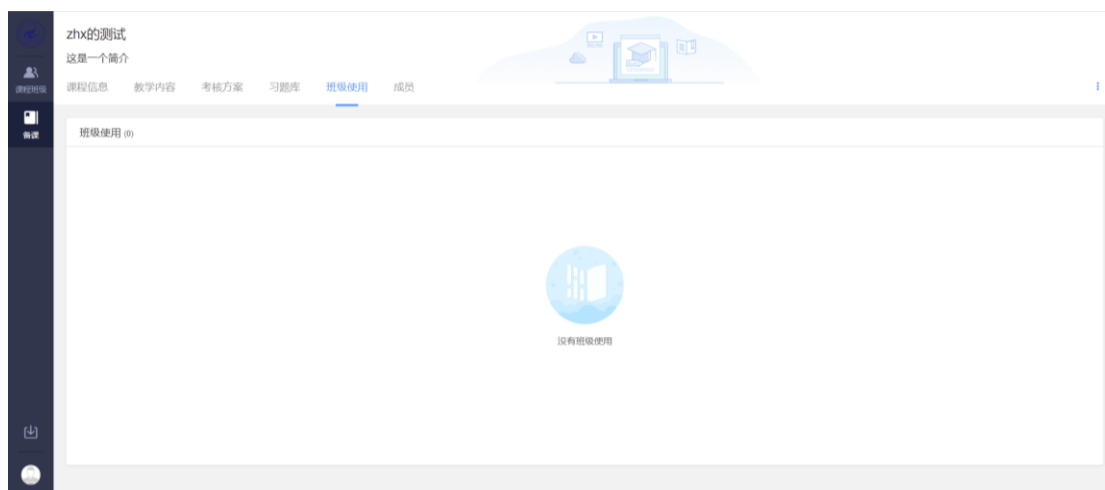 zhx的测试
这是一个简介
课程信息 教学内容 考核方案 习题库 班级使用 成员
课程班级
备课
班级使用 (0)
没有班级使用